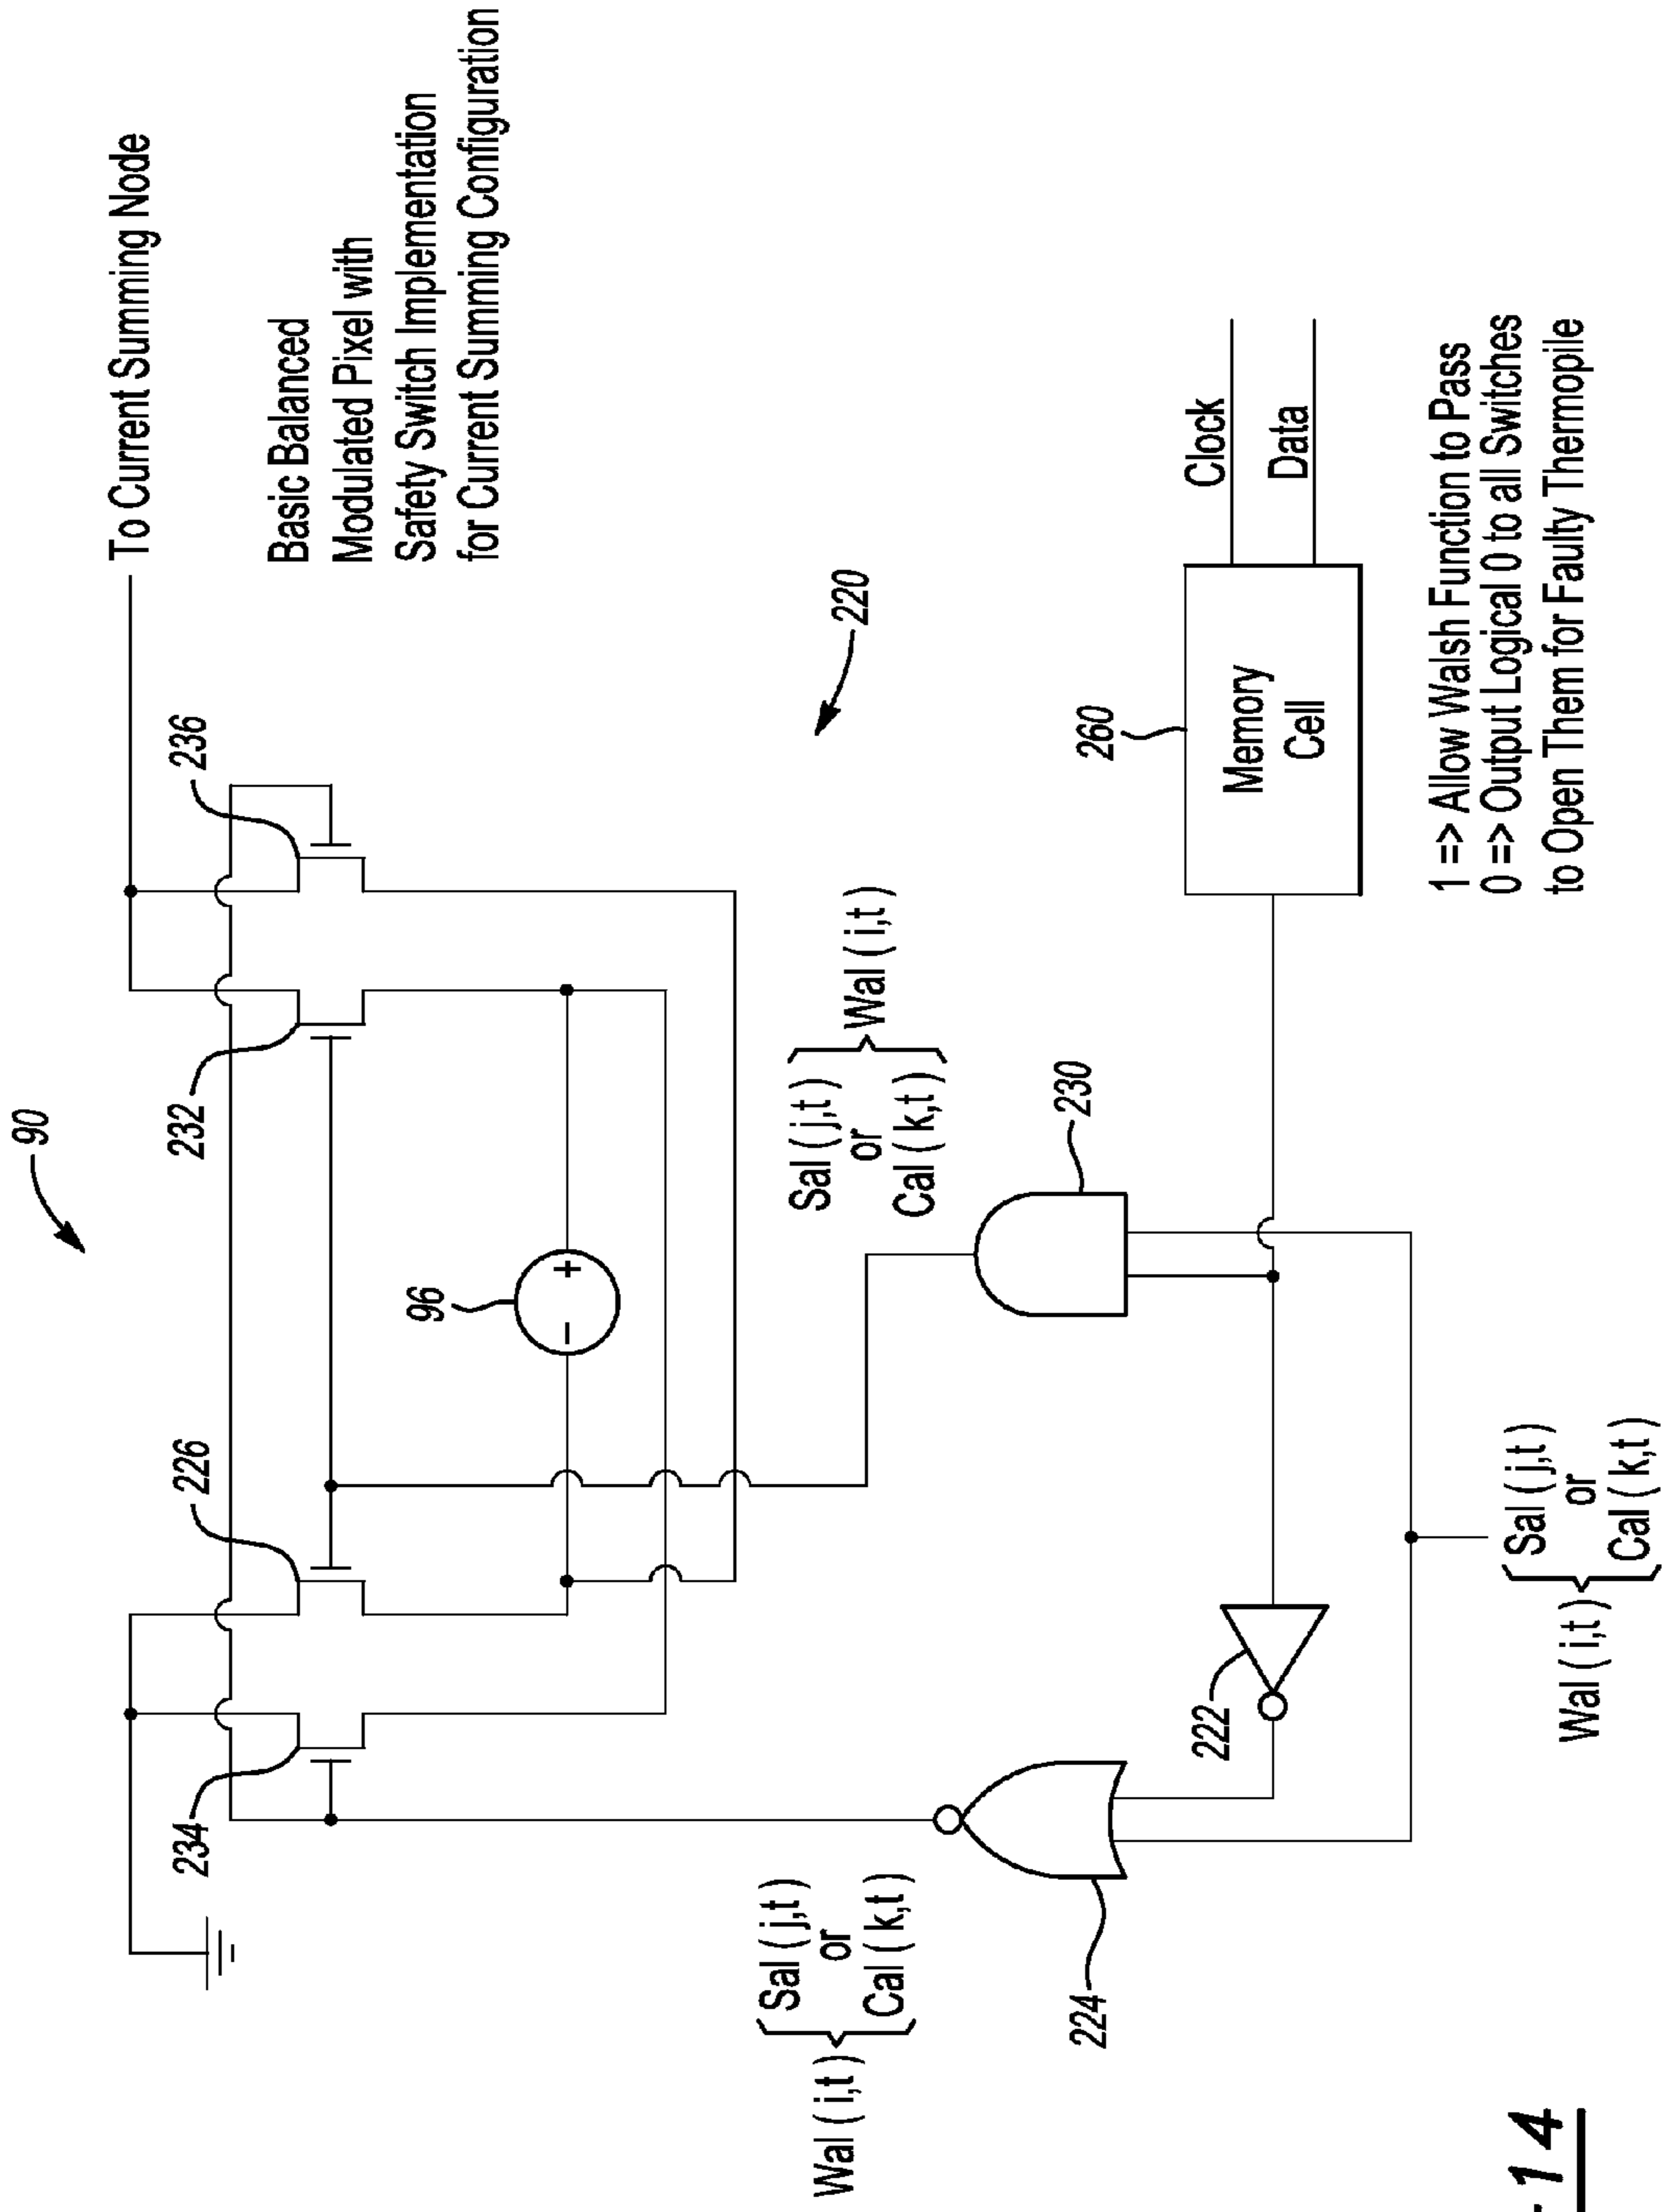 90
To Current Summing Node
Basic Balanced
Modulated Pixel with
Safety Switch Implementation
for Current Summing Configuration
234
226
232
236
96
220
Wal ( i,t )
Sal ( j,t )
or
Cal ( k,t )
Sal ( j,t )
or
Cal ( k,t )
Wal ( i,t )
224
222
230
260
Memory
Cell
Clock
Data
1 => Allow Walsh Function to Pass
0 => Output Logical 0 to all Switches
to Open Them for Faulty Thermopile
Wal ( i,t )
Sal ( j,t )
or
Cal ( k,t )
14